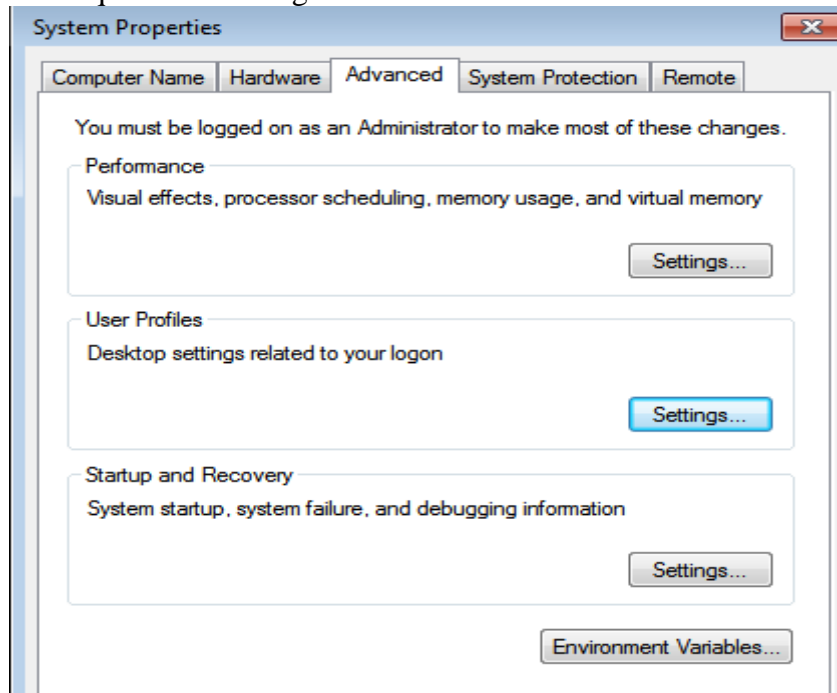 System Properties
Computer Name Hardware Advanced System Protection Remote
You must be logged on as an Administrator to make most of these changes.
Performance
Visual effects, processor scheduling, memory usage, and virtual memory
Settings...
User Profiles
Desktop settings related to your logon
Settings...
Startup and Recovery
System startup, system failure, and debugging information
Settings...
Environment Variables...